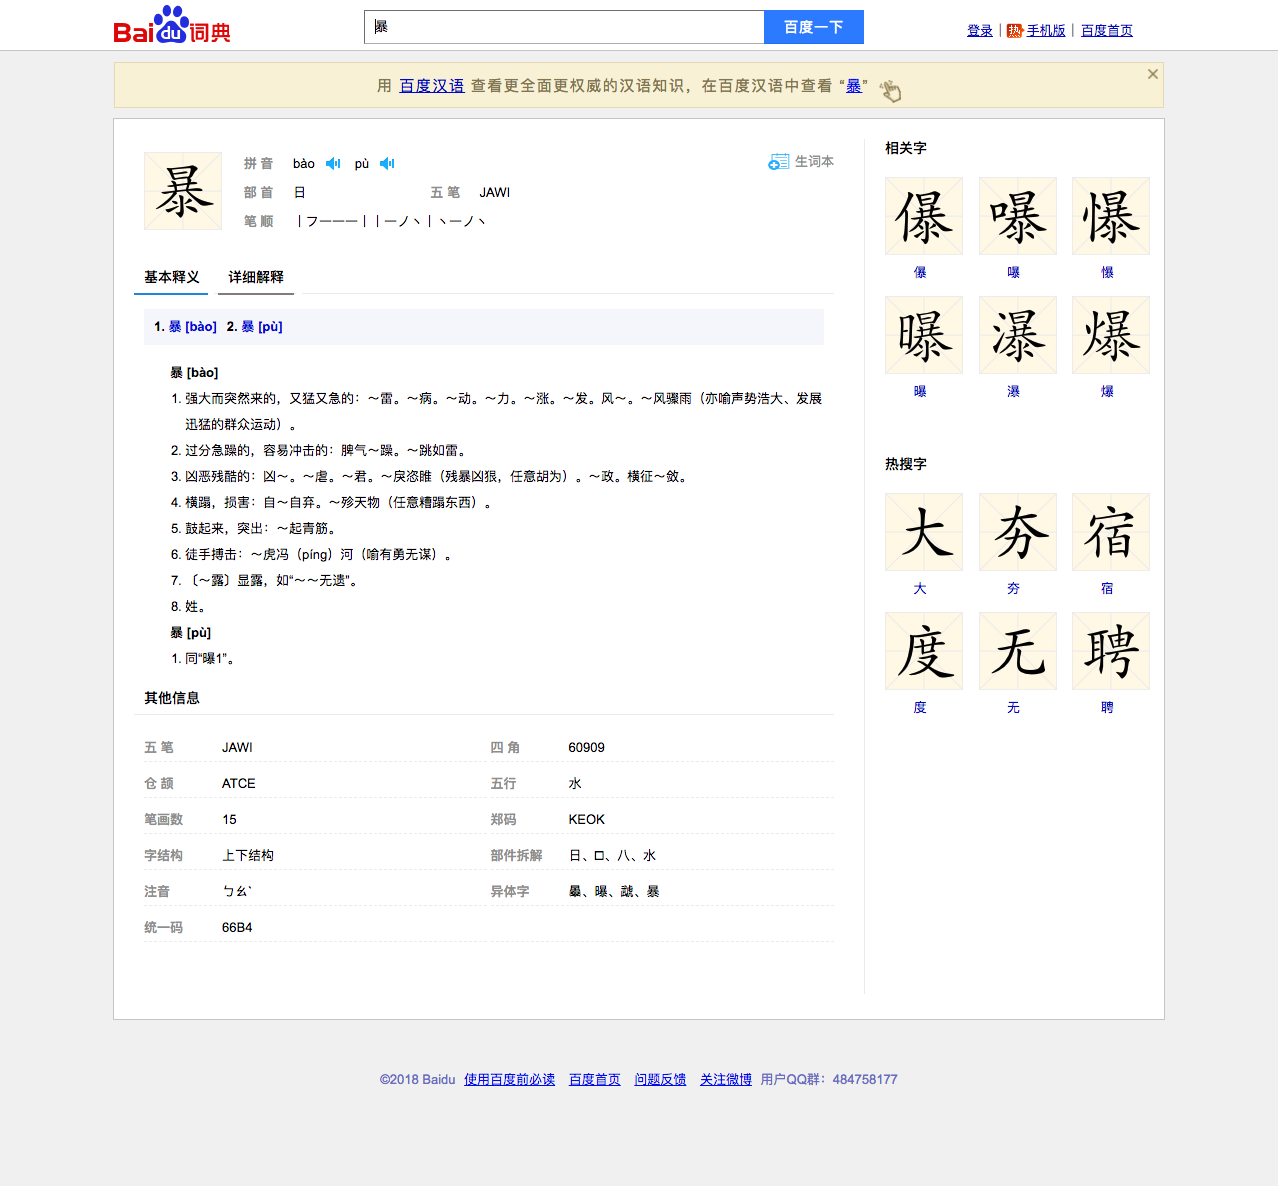 Baidu词典
暴
百度一下
登录 | 热 手机版 | 百度首页
用 百度汉语 查看更全面更权威的汉语知识，在百度汉语中查看 “暴”
暴
拼 音 bào pù
生词本
部 首 日 五 笔 JAWI
笔 顺 丨フ一一一丨丨一ノ丶丨丶一ノ丶
基本释义 详细解释
1. 暴 [bào] 2. 暴 [pù]
暴 [bào]
1. 强大而突然来的，又猛又急的：～雷。～病。～动。～力。～涨。～发。风～。～风骤雨（亦喻声势浩大、发展
迅猛的群众运动）。
2. 过分急躁的，容易冲击的：脾气～躁。～跳如雷。
3. 凶恶残酷的：凶～。～虐。～君。～戾恣睢（残暴凶狠，任意胡为）。～政。横征～敛。
4. 横蹋，损害：自～自弃。～殄天物（任意糟蹋东西）。
5. 鼓起来，突出：～起青筋。
6. 徒手搏击：～虎冯（píng）河（喻有勇无谋）。
7. 〔～露〕显露，如“～～无遗”。
8. 姓。
暴 [pù]
1. 同“曝1”。
其他信息
五 笔 JAWI 四 角 60909
仓 颉 ATCE 五行 水
笔画数 15 郑码 KEOK
字结构 上下结构 部件拆解 日、八、水
注音 ㄅㄠˋ 异体字 曝、暴
统一码 66B4
相关字
儤 嚗 懪
儤 嚗 懪
曝 瀑 爆
曝 瀑 爆
热搜字
大 夯 宿
大 夯 宿
度 无 聘
度 无 聘
©2018 Baidu 使用百度前必读 百度首页 问题反馈 关注微博 用户QQ群：484758177